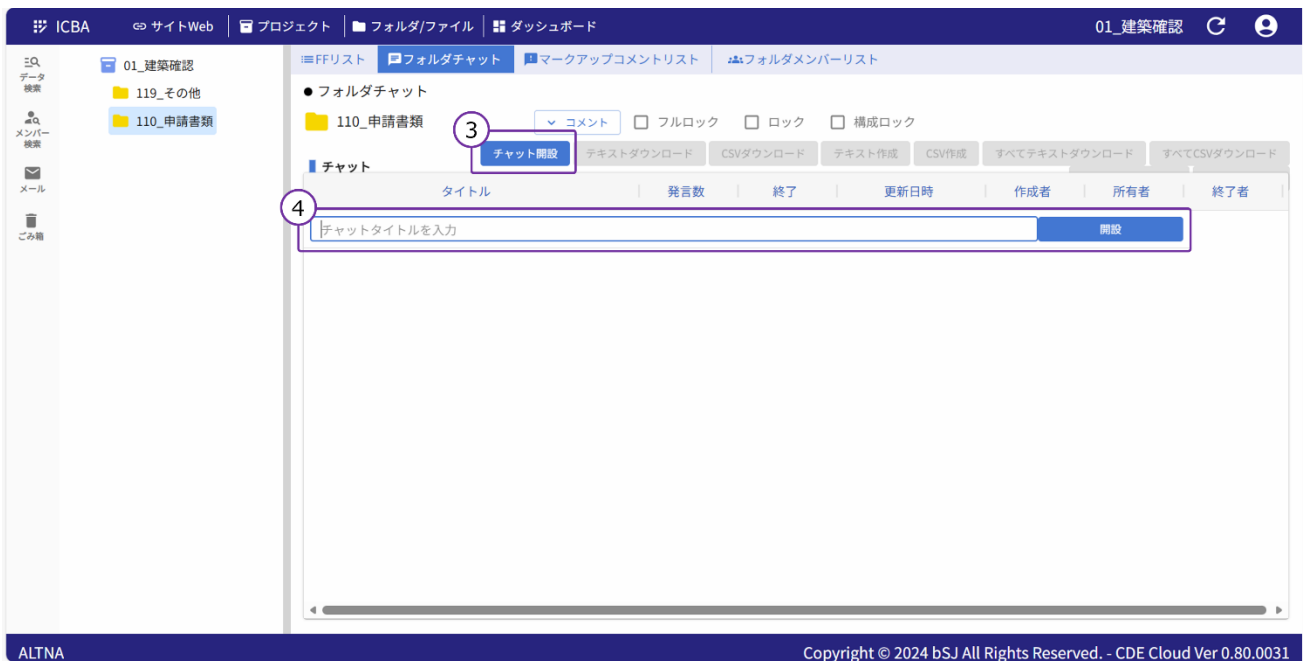 ICBA サイトWeb プロジェクト フォルダ/ファイル ダッシュボード 01_建築確認
データ
検索
メンバー
検索
メール
ごみ箱
01_建築確認
119_その他
110_申請書類
FFリスト フォルダチャット マークアップコメントリスト フォルダメンバーリスト
● フォルダチャット
110_申請書類 コメント フルロック ロック 構成ロック
③
チャット チャット開設 テキストダウンロード CSVダウンロード テキスト作成 CSV作成 すべてテキストダウンロード すべてCSVダウンロード
タイトル 発言数 終了 更新日時 作成者 所有者 終了者
④
チャットタイトルを入力 開設
ALTNA Copyright © 2024 bSJ All Rights Reserved. - CDE Cloud Ver 0.80.0031